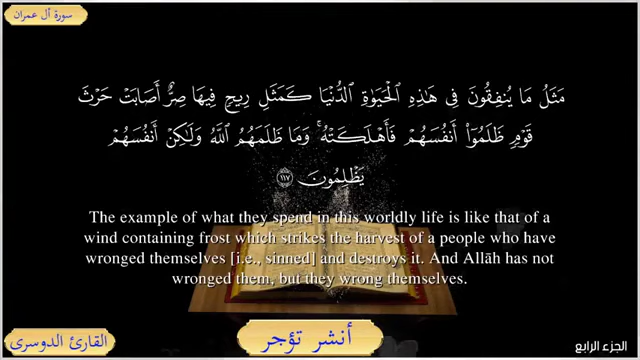 سورة آل عمران
مَثَلُ مَا يُنفِقُونَ فِى هَٰذِهِ الْحَيَوٰةِ الدُّنْيَا كَمَثَلِ رِيحٍ فِيهَا صِرٌّ أَصَابَتْ حَرْثَ
قَوْمٍ ظَلَمُوٓا۟ أَنفُسَهُمْ فَأَهْلَكَتْهُ ۚ وَمَا ظَلَمَهُمُ اللَّهُ وَلَٰكِنْ أَنفُسَهُمْ
يَظْلِمُونَ ١١٧
The example of what they spend in this worldly life is like that of a
wind containing frost which strikes the harvest of a people who have
wronged themselves [i.e., sinned] and destroys it. And Allāh has not
wronged them, but they wrong themselves.
القارئ الدوسرى
أنشر تؤجر
الجزء الرابع